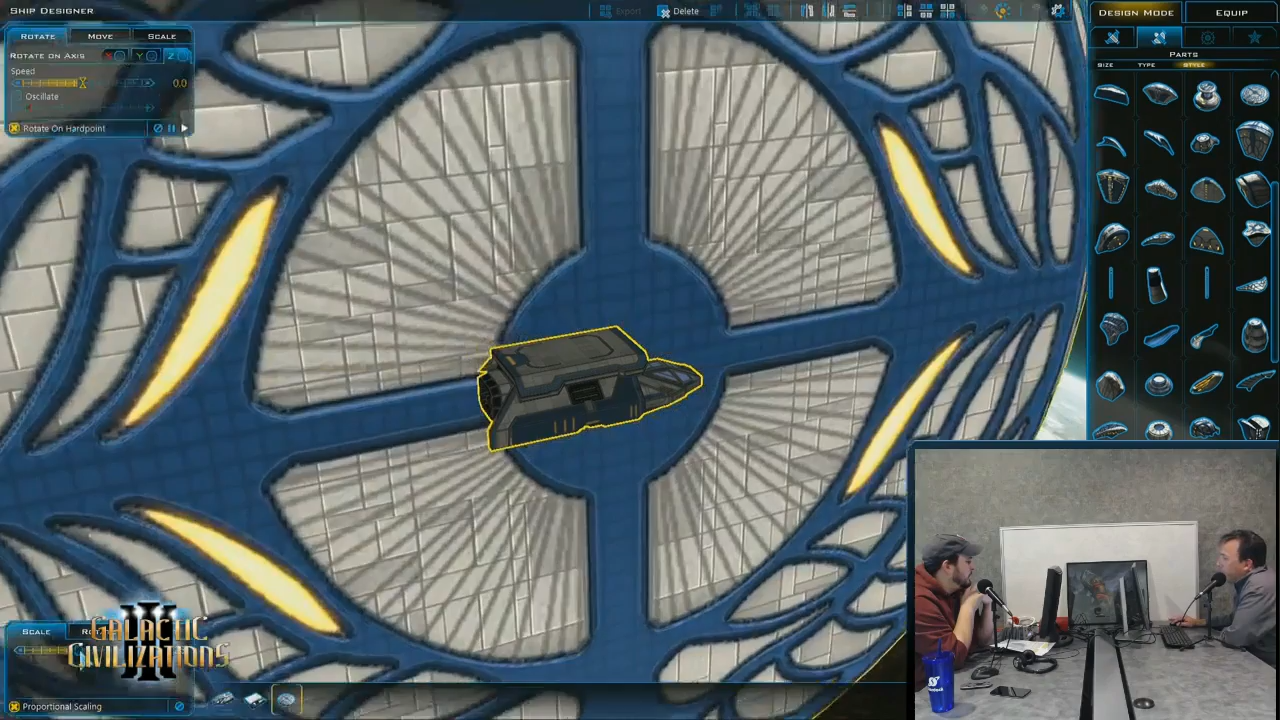 SHIP DESIGNER
Export
Delete
DESIGN MODE
EQUIP
ROTATE
MOVE
SCALE
ROTATE ON AXIS
X
Y
Z
PARTS
SIZE
TYPE
STYLE
Speed
0.0
Oscillate
Rotate On Hardpoint
SCALE
III
GALACTIC
CIVILIZATIONS
Proportional Scaling